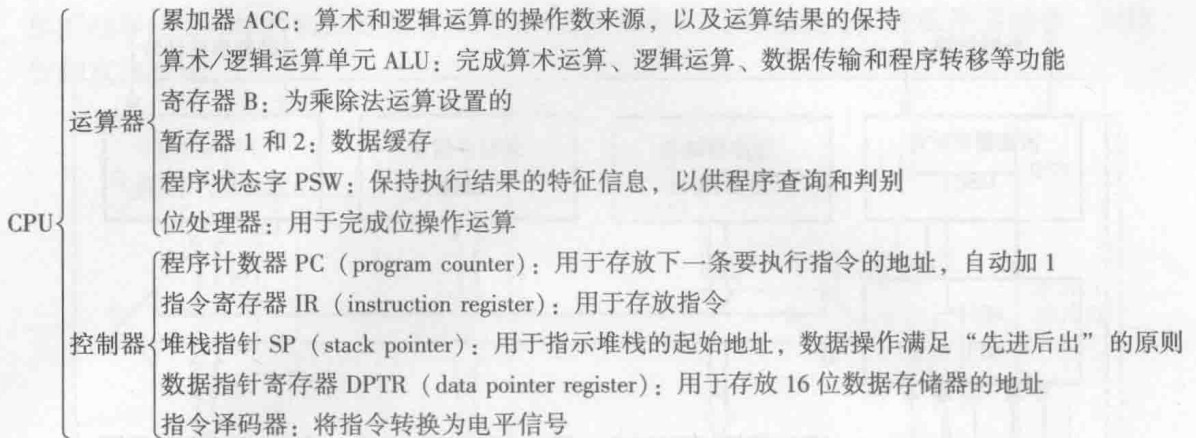 累加器 ACC：算术和逻辑运算的操作数来源，以及运算结果的保持
算术/逻辑运算单元 ALU：完成算术运算、逻辑运算、数据传输和程序转移等功能
寄存器 B：为乘除法运算设置的
运算器
暂存器 1 和 2：数据缓存
程序状态字 PSW：保持执行结果的特征信息，以供程序查询和判别
CPU
位处理器：用于完成位操作运算
程序计数器 PC（program counter）：用于存放下一条要执行指令的地址，自动加 1
指令寄存器 IR（instruction register）：用于存放指令
控制器
堆栈指针 SP（stack pointer）：用于指示堆栈的起始地址，数据操作满足“先进后出”的原则
数据指针寄存器 DPTR（data pointer register）：用于存放 16 位数据存储器的地址
指令译码器：将指令转换为电平信号